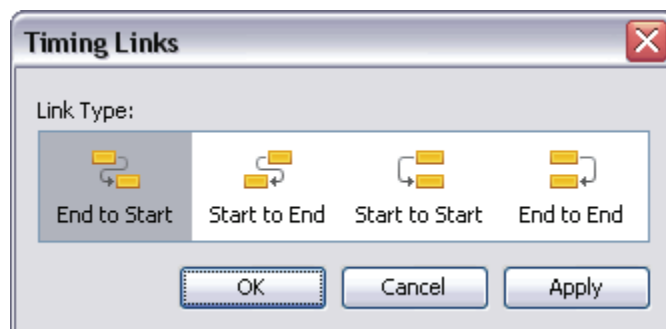 Timing Links
Link Type:
End to Start Start to End Start to Start End to End
OK Cancel Apply